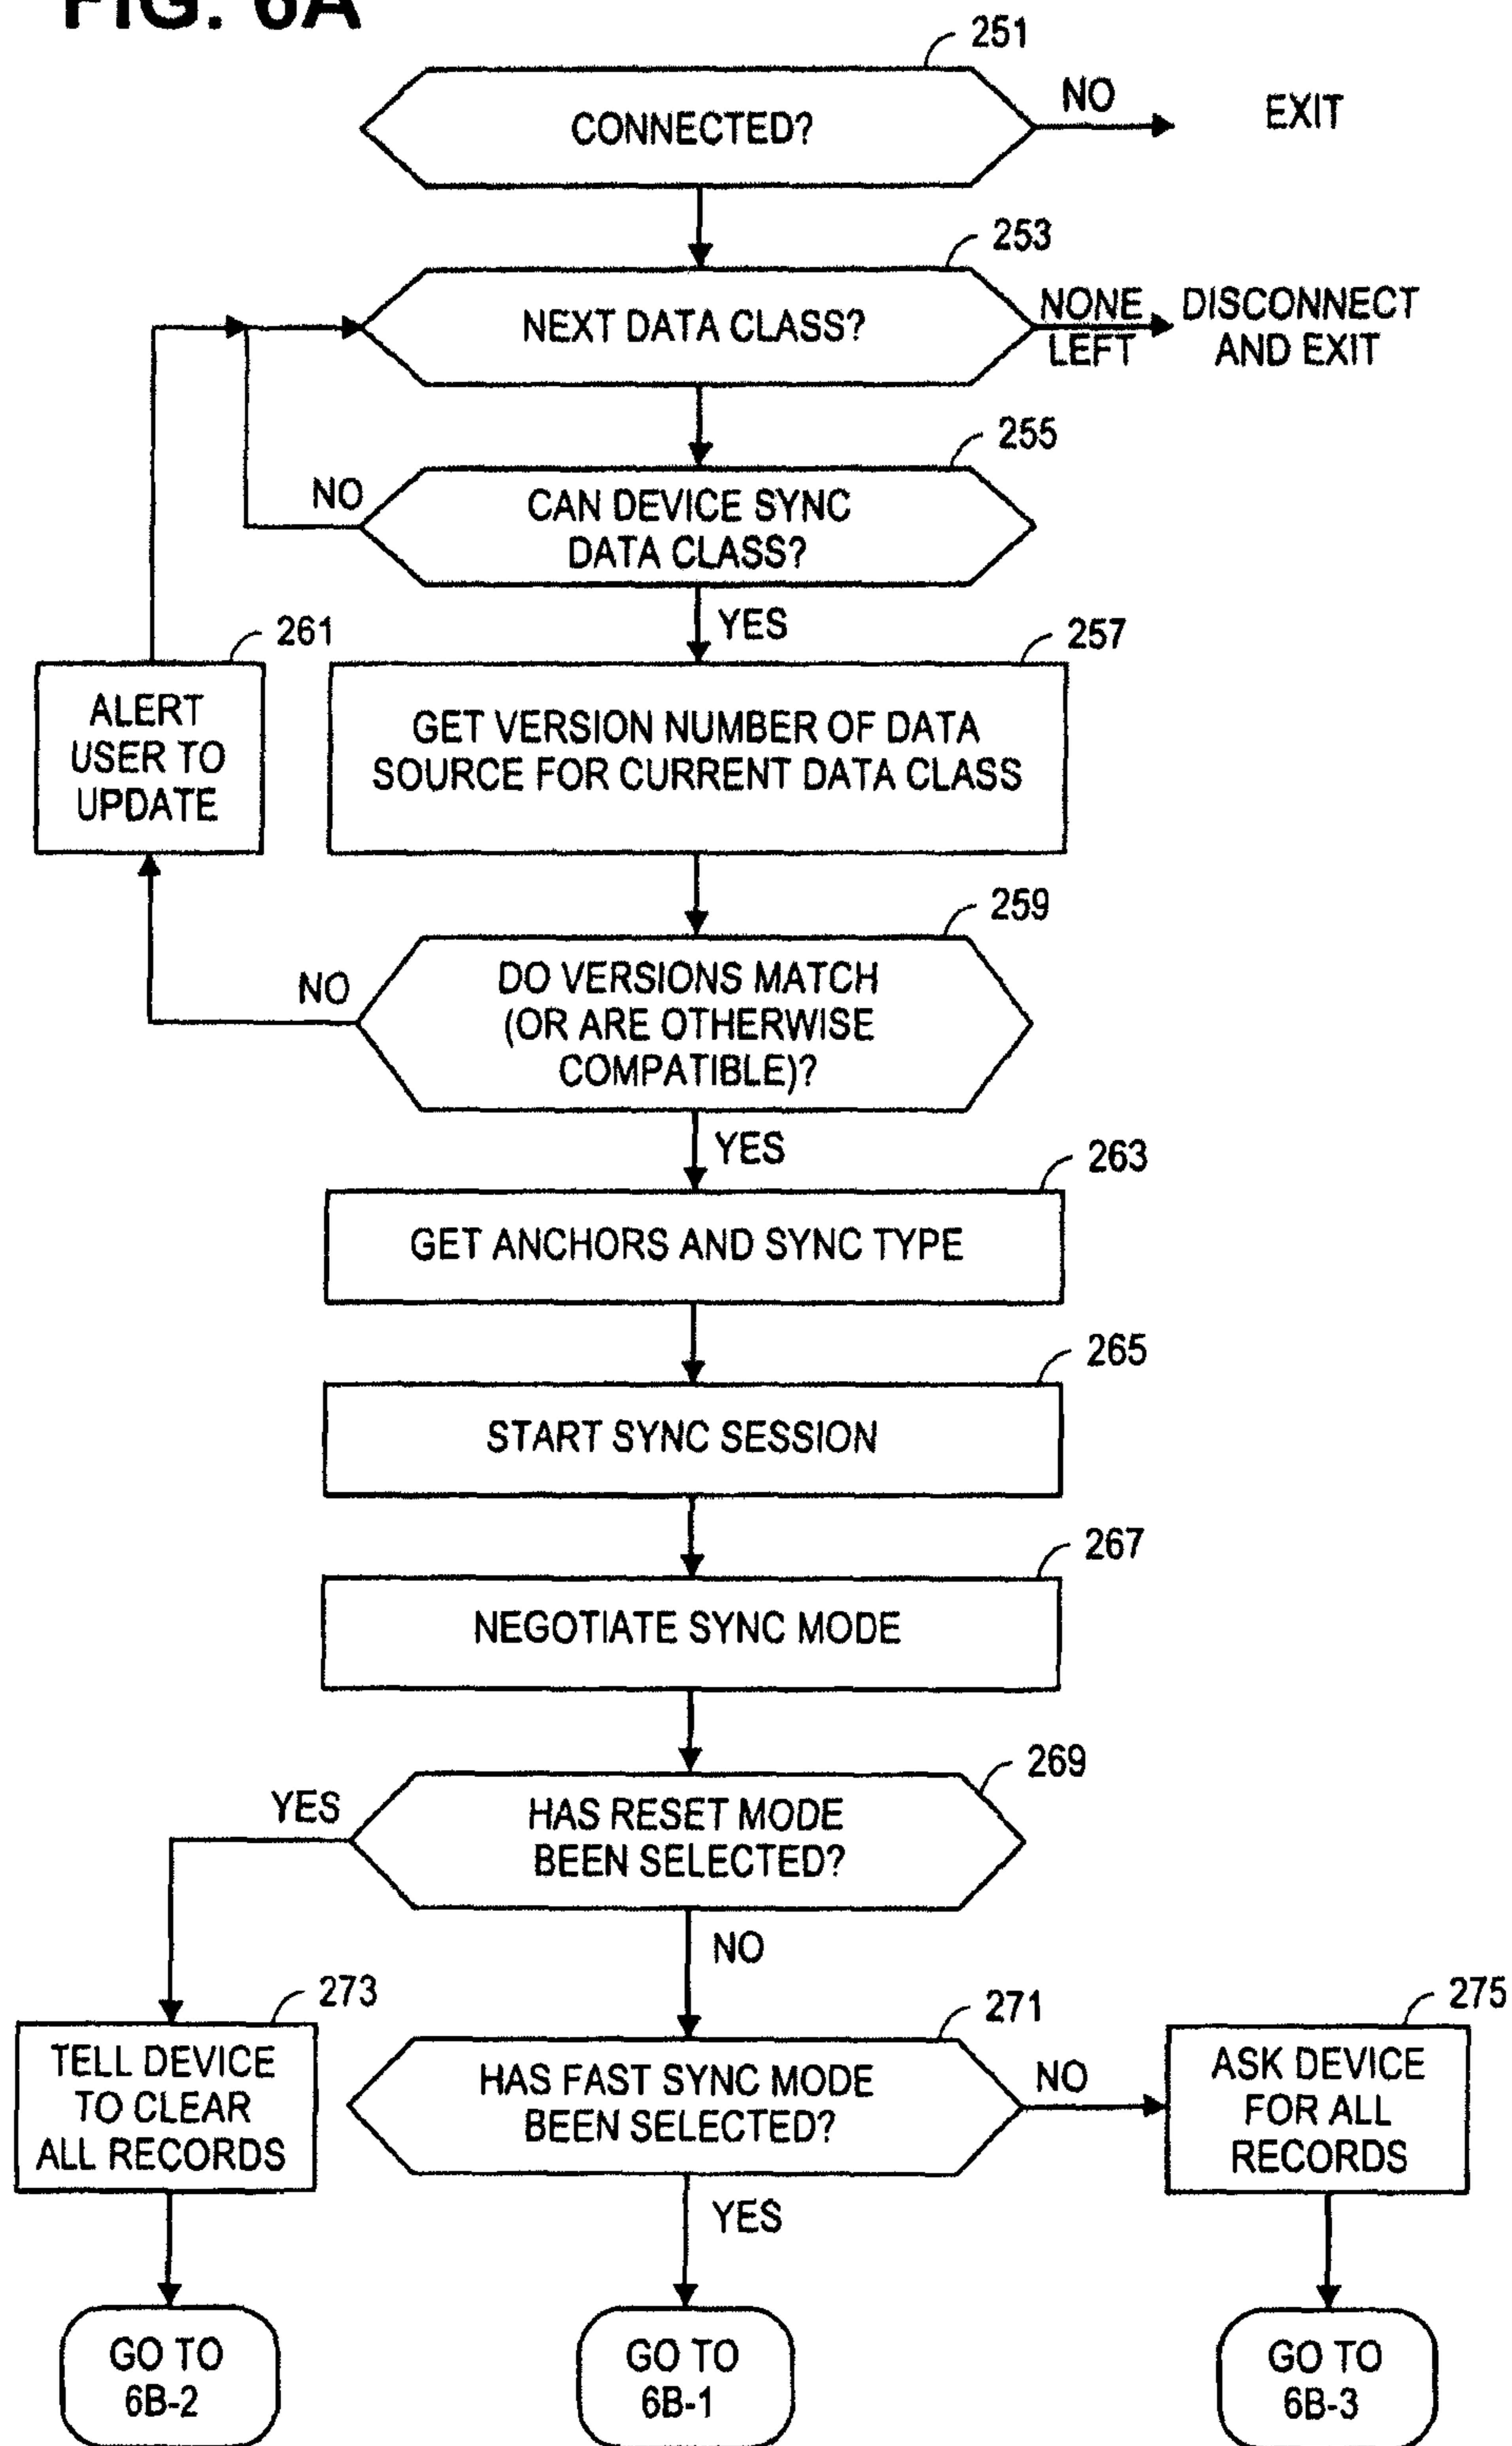 FIG. 6A
251
CONNECTED?
NO
EXIT
253
NEXT DATA CLASS?
NONE
LEFT
DISCONNECT
AND EXIT
255
NO
CAN DEVICE SYNC
DATA CLASS?
YES
261
ALERT
USER TO
UPDATE
257
GET VERSION NUMBER OF DATA
SOURCE FOR CURRENT DATA CLASS
259
NO
DO VERSIONS MATCH
(OR ARE OTHERWISE
COMPATIBLE)?
YES
263
GET ANCHORS AND SYNC TYPE
265
START SYNC SESSION
267
NEGOTIATE SYNC MODE
269
YES
HAS RESET MODE
BEEN SELECTED?
NO
273
TELL DEVICE
TO CLEAR
ALL RECORDS
271
HAS FAST SYNC MODE
BEEN SELECTED?
NO
275
ASK DEVICE
FOR ALL
RECORDS
YES
GO TO
6B-2
GO TO
6B-1
GO TO
6B-3